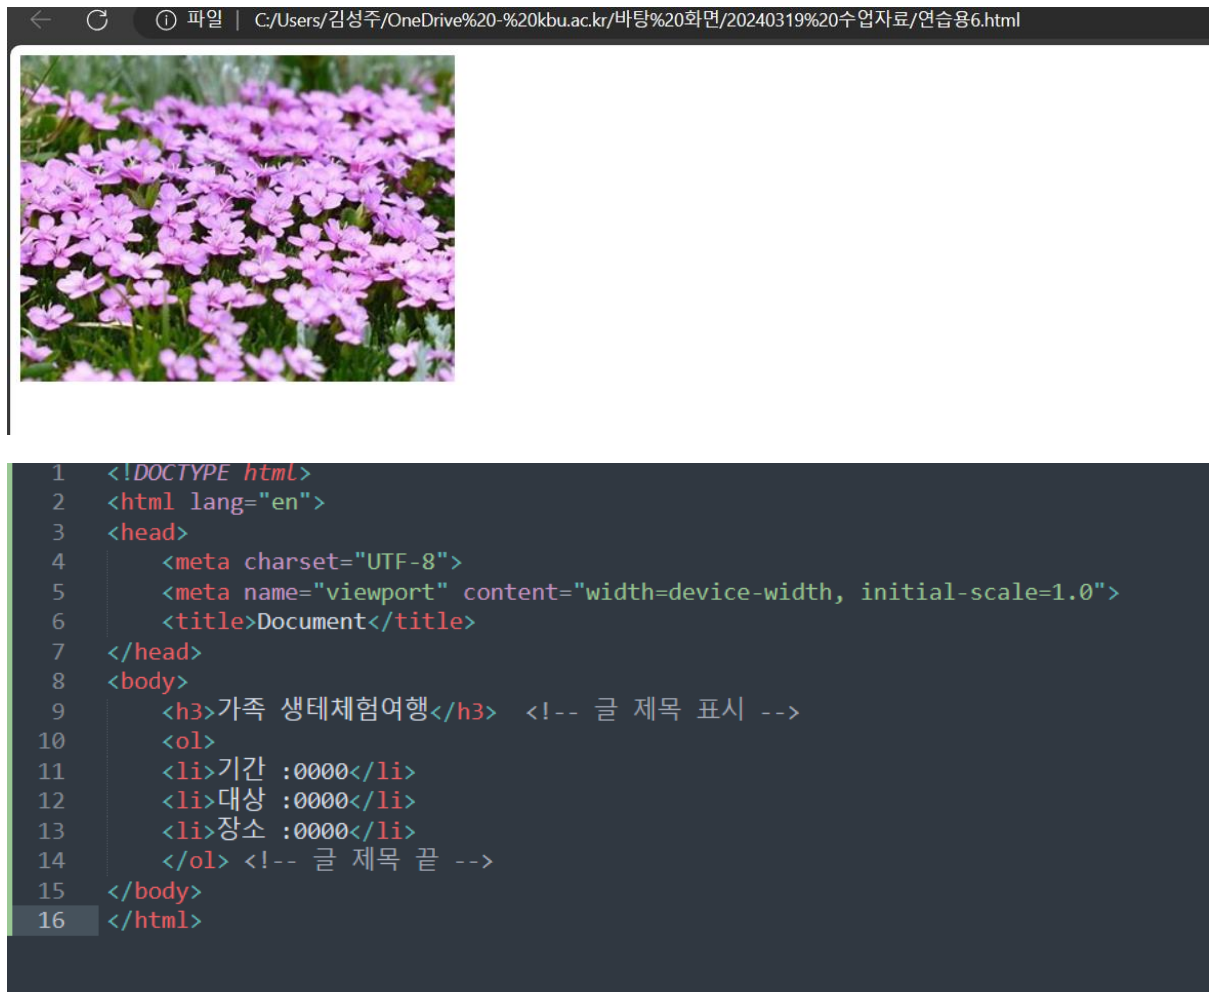 파일 | C:/Users/김성주/OneDrive%20-%20kbu.ac.kr/바탕%20화면/20240319%20수업자료/연습용6.html
1 <!DOCTYPE html>
2 <html lang="en">
3 <head>
4 <meta charset="UTF-8">
5 <meta name="viewport" content="width=device-width, initial-scale=1.0">
6 <title>Document</title>
7 </head>
8 <body>
9 <h3>가족 생테체험여행</h3> <!-- 글 제목 표시 -->
10 <ol>
11 <li>기간 :0000</li>
12 <li>대상 :0000</li>
13 <li>장소 :0000</li>
14 </ol> <!-- 글 제목 끝 -->
15 </body>
16 </html>